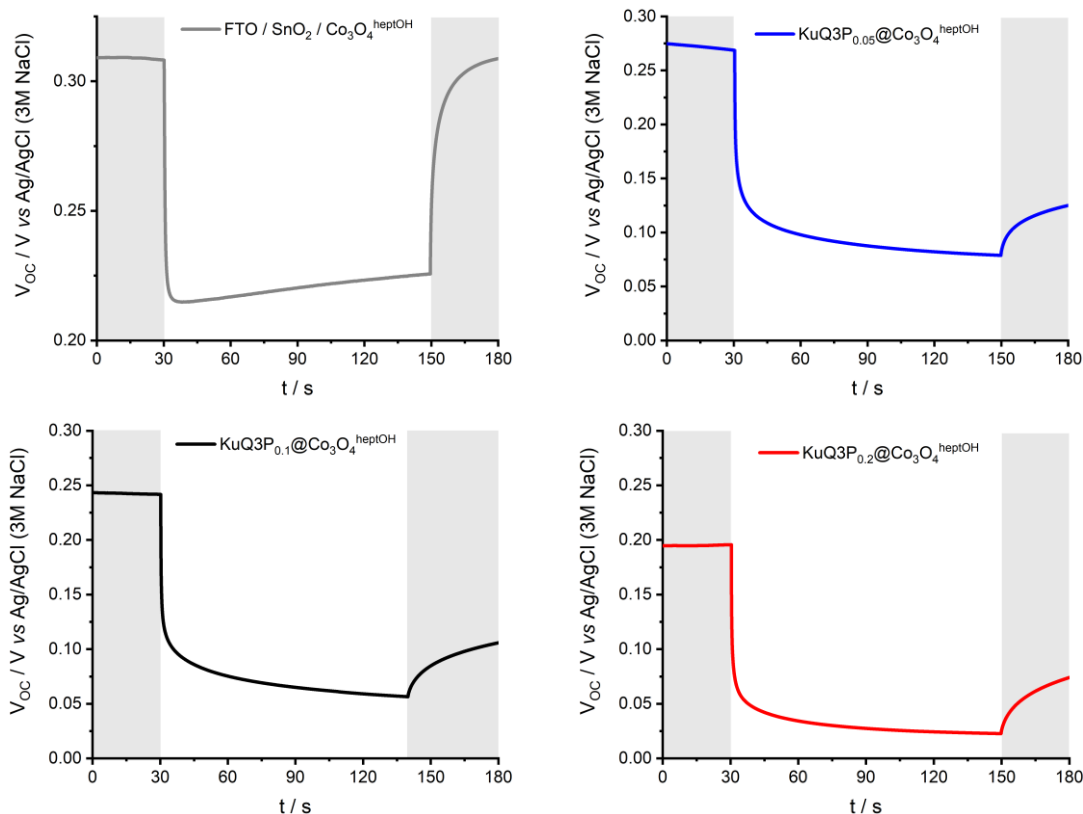 FTO / SnO₂ / Co₃O₄ʰᵉᵖᵗᴼᴴ
V_OC / V vs Ag/AgCl (3M NaCl)
0.30
0.25
0.20
0 30 60 90 120 150 180
t / s
KuQ3P₀.₀₅@Co₃O₄ʰᵉᵖᵗᴼᴴ
V_OC / V vs Ag/AgCl (3M NaCl)
0.30
0.25
0.20
0.15
0.10
0.05
0.00
0 30 60 90 120 150 180
t / s
KuQ3P₀.₁@Co₃O₄ʰᵉᵖᵗᴼᴴ
V_OC / V vs Ag/AgCl (3M NaCl)
0.30
0.25
0.20
0.15
0.10
0.05
0.00
0 30 60 90 120 150 180
t / s
KuQ3P₀.₂@Co₃O₄ʰᵉᵖᵗᴼᴴ
V_OC / V vs Ag/AgCl (3M NaCl)
0.30
0.25
0.20
0.15
0.10
0.05
0.00
0 30 60 90 120 150 180
t / s